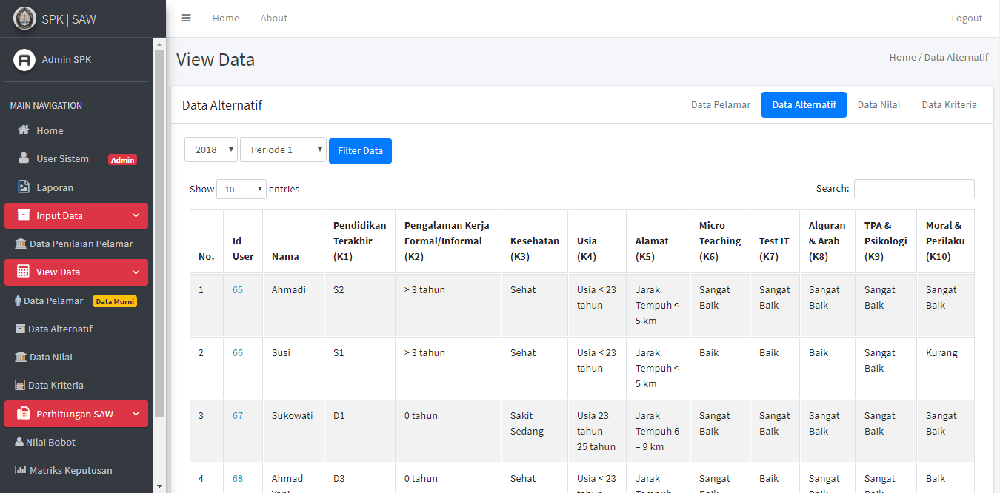 SPK | SAW
Home
About
Logout
Admin SPK
MAIN NAVIGATION
Home
User Sistem
Admin
Laporan
Input Data
Data Penilaian Pelamar
View Data
Data Pelamar
Data Murni
Data Alternatif
Data Nilai
Data Kriteria
Perhitungan SAW
Nilai Bobot
Matriks Keputusan
View Data
Home / Data Alternatif
Data Alternatif
Data Pelamar
Data Alternatif
Data Nilai
Data Kriteria
2018
Periode 1
Filter Data
Show 10 entries
Search:
No.
Id
User
Nama
Pendidikan
Terakhir
(K1)
Pengalaman Kerja
Formal/Informal
(K2)
Kesehatan
(K3)
Usia
(K4)
Alamat
(K5)
Micro
Teaching
(K6)
Test IT
(K7)
Alquran
& Arab
(K8)
TPA &
Psikologi
(K9)
Moral &
Perilaku
(K10)
1
65
Ahmadi
S2
> 3 tahun
Sehat
Usia < 23
tahun
Jarak
Tempuh <
5 km
Sangat
Baik
Sangat
Baik
Sangat
Baik
Sangat
Baik
Sangat
Baik
2
66
Susi
S1
> 3 tahun
Sehat
Usia < 23
tahun
Jarak
Tempuh <
5 km
Baik
Baik
Baik
Sangat
Baik
Kurang
3
67
Sukowati
D1
0 tahun
Sakit
Sedang
Usia 23
tahun –
25 tahun
Jarak
Tempuh 6
– 9 km
Sangat
Baik
Sangat
Baik
Sangat
Baik
Sangat
Baik
Sangat
Baik
4
68
Ahmad
D3
0 tahun
Sehat
Usia < 23
Jarak
Sangat
Baik
Sangat
Sangat
Baik